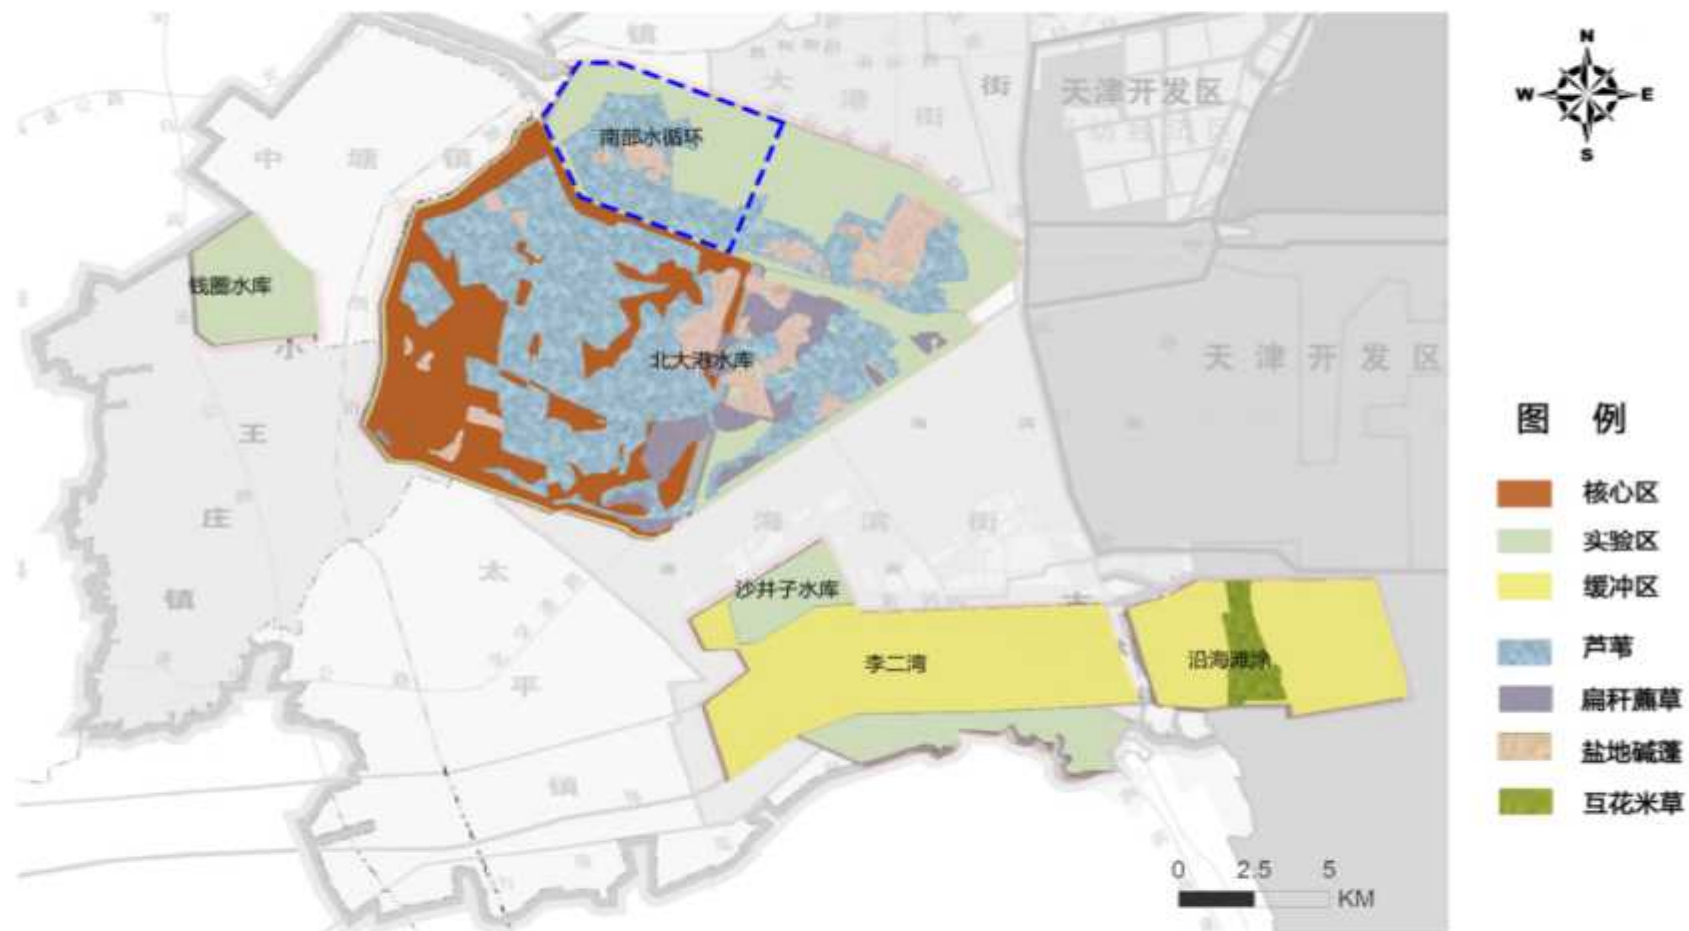 N
W E
S
镇
大港街
街
天津开发区
中塘镇
南部水循环
钱圈水库
小
王
庄
镇
北大港水库
天津开发区
海滨街
太
平
镇
沙井子水库
古
李二湾
沿海滩涂
图 例
核心区
实验区
缓冲区
芦苇
扁秆藨草
盐地碱蓬
互花米草
0 2.5 5
KM